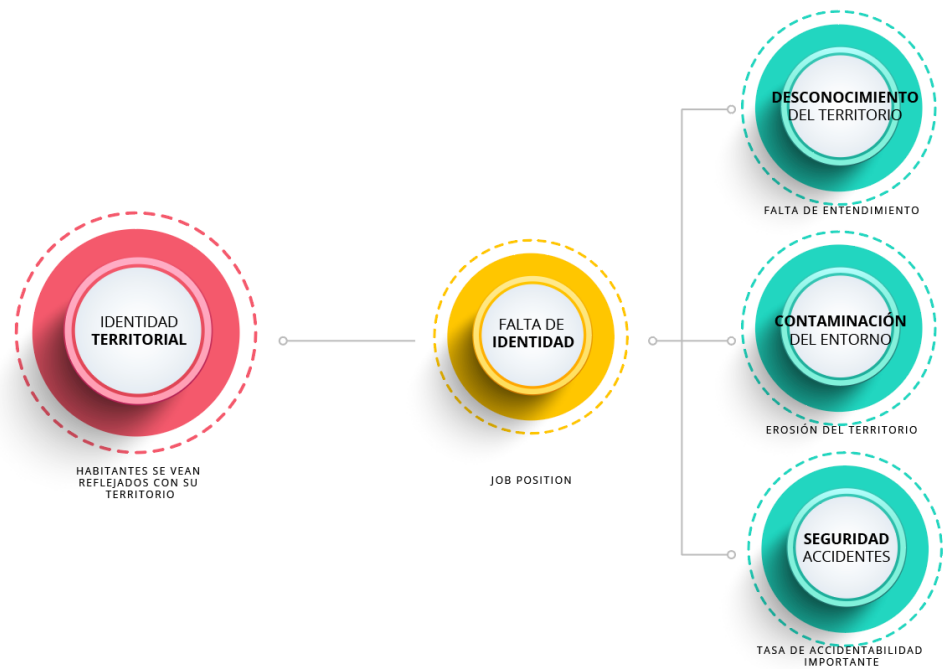 IDENTIDAD
TERRITORIAL
HABITANTES SE VEAN
REFLEJADOS CON SU
TERRITORIO
FALTA DE
IDENTIDAD
JOB POSITION
DESCONOCIMIENTO
DEL TERRITORIO
FALTA DE ENTENDIMIENTO
CONTAMINACIÓN
DEL ENTORNO
EROSIÓN DEL TERRITORIO
SEGURIDAD
ACCIDENTES
TASA DE ACCIDENTABILIDAD
IMPORTANTE